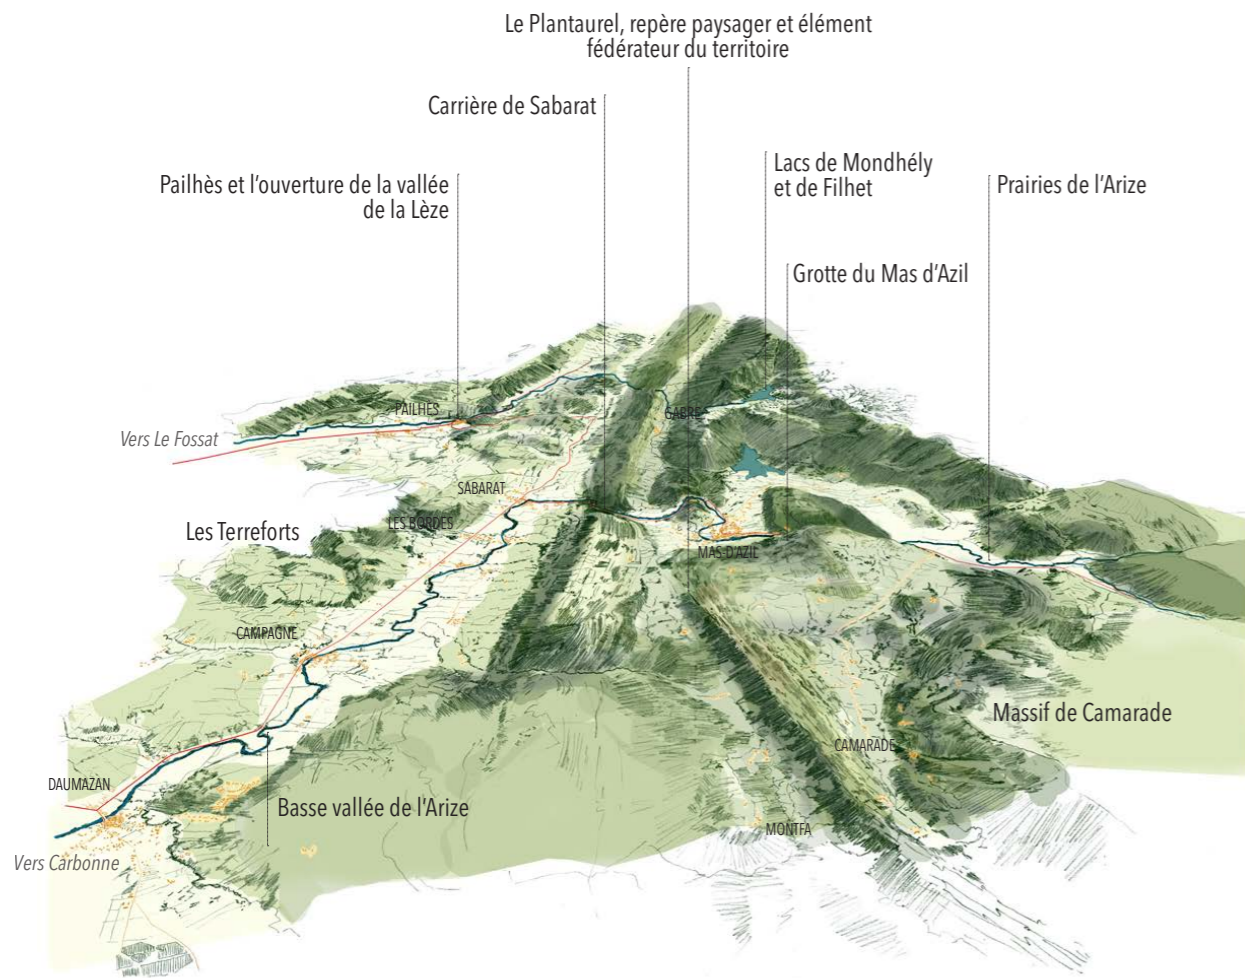 Le Plantaurel, repère paysager et élément
fédérateur du territoire
Carrière de Sabarat
Lacs de Mondhély
et de Filhet
Pailhès et l'ouverture de la vallée
de la Lèze
Prairies de l'Arize
Grotte du Mas d'Azil
PAILHES
GABRE
Vers Le Fossat
SABARAT
LES BORDES
Les Terreforts
MAS D'AZIL
CAMPAGNE
Massif de Camarade
CAMARADE
DAUMAZAN
Basse vallée de l'Arize
MONTFA
Vers Carbonne